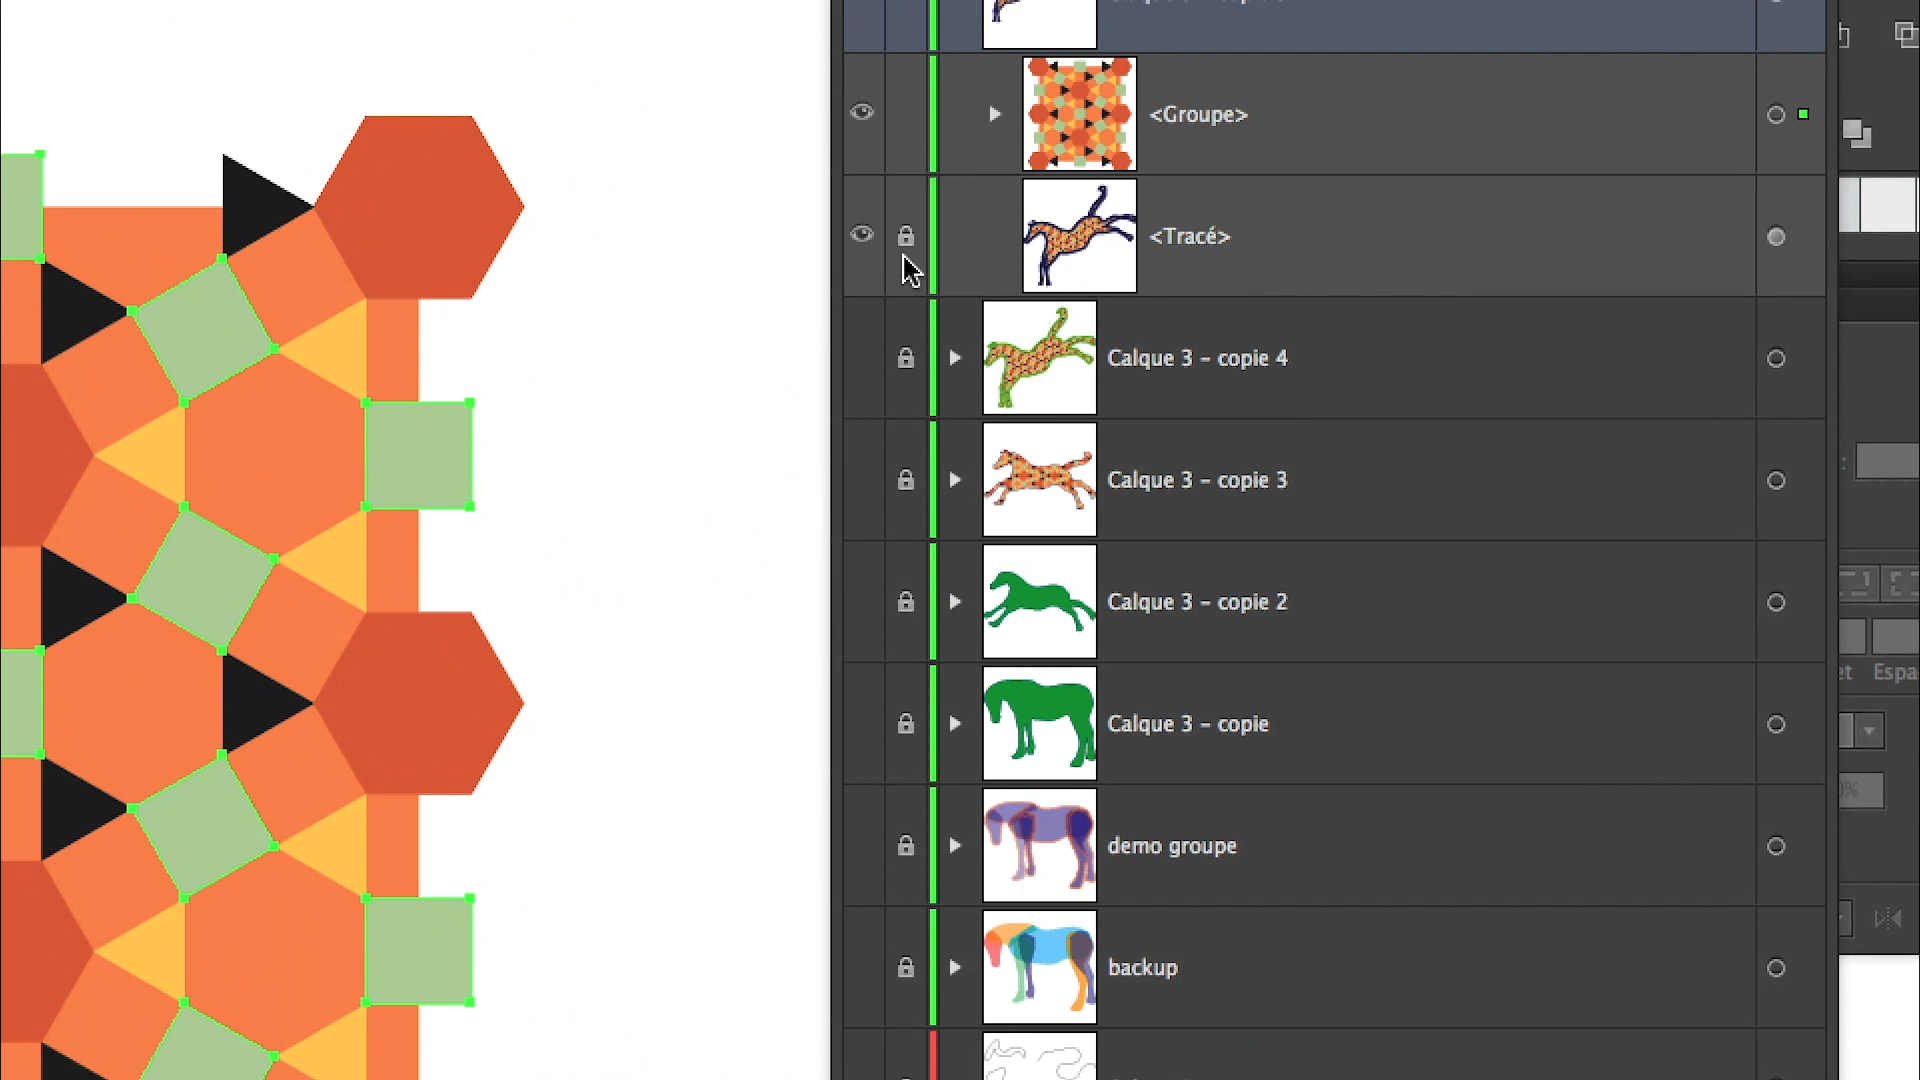 <Groupe>
<Tracé>
Calque 3 - copie 4
Calque 3 - copie 3
Calque 3 - copie 2
Calque 3 - copie
demo groupe
backup
et Espa
%